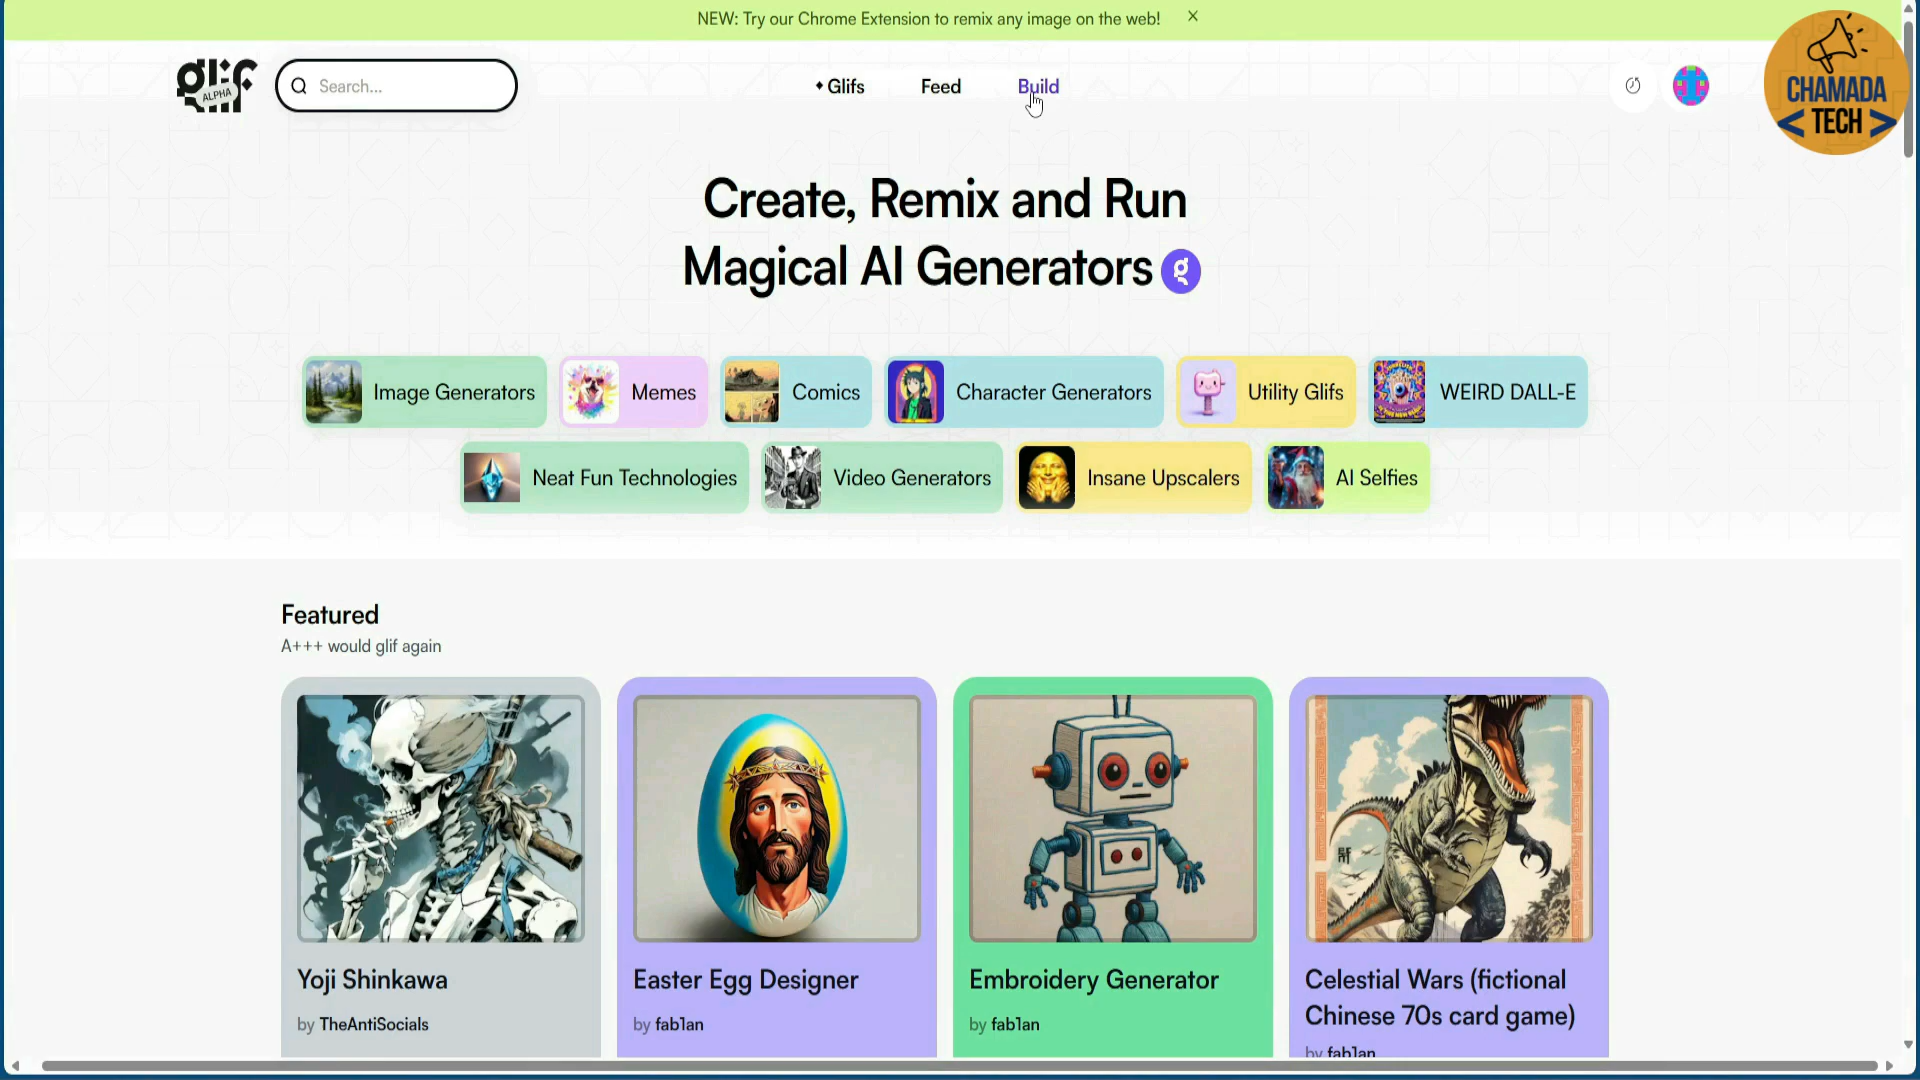 NEW: Try our Chrome Extension to remix any image on the web!
glif
ALPHA
Search...
Glifs
Feed
Build
CHAMADA
< TECH >
Create, Remix and Run
Magical AI Generators
Image Generators
Memes
Comics
Character Generators
Utility Glifs
WEIRD DALL-E
Neat Fun Technologies
Video Generators
Insane Upscalers
AI Selfies
Featured
A+++ would glif again
Yoji Shinkawa
by TheAntiSocials
Easter Egg Designer
by fab1an
Embroidery Generator
by fab1an
Celestial Wars (fictional
Chinese 70s card game)
by fab1an